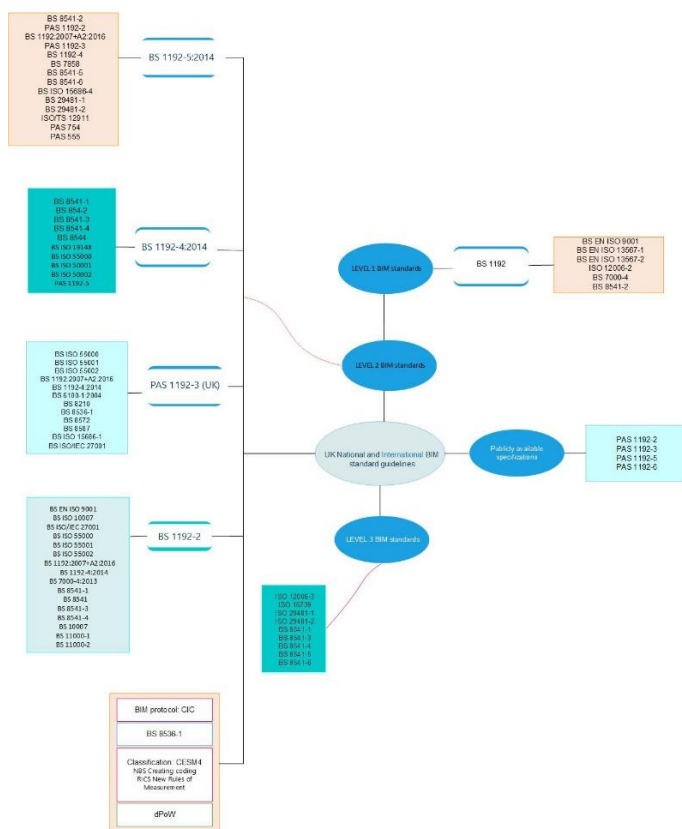 BS 8541-2
PAS 1192-2
BS 1192:2007+A2:2016
PAS 1192-3
BS 1192-4
BS 7858
BS 8541-5
BS 8541-6
BS ISO 15686-4
BS 29481-1
BS 29481-2
ISO/TS 12911
PAS 754
PAS 555
BS 1192-5:2014
BS 8541-1
BS 854-2
BS 8541-3
BS 8541-4
BS 8544
BS ISO 19148
BS ISO 55000
BS ISO 50001
BS ISO 50002
PAS 1192-5
BS 1192-4:2014
BS ISO 55000
BS ISO 55001
BS ISO 55002
BS 1192:2007+A2:2016
BS 1192-4:2014
BS 6100-1:2004
BS 8210
BS 8536-1
BS 8572
BS 8587
BS ISO 15686-1
BS ISO/IEC 27001
PAS 1192-3 (UK)
BS EN ISO 9001
BS ISO 10007
BS ISO/IEC 27001
BS ISO 55000
BS ISO 55001
BS ISO 55002
BS 1192:2007+A2:2016
BS 1192-4:2014
BS 7000-4:2013
BS 8541-1
BS 8541
BS 8541-3
BS 8541-4
BS 10007
BS 11000-1
BS 11000-2
BS 1192-2
BIM protocol: CIC
BS 8536-1
Classification: CESM4
NBS Creating coding
RICS New Rules of
Measurement
dPoW
LEVEL 1 BIM standards
BS 1192
BS EN ISO 9001
BS EN ISO 13567-1
BS EN ISO 13567-2
ISO 12006-2
BS 7000-4
BS 8541-2
LEVEL 2 BIM standards
UK National and International BIM
standard guidelines
Publicly available
specifications
PAS 1192-2
PAS 1192-3
PAS 1192-5
PAS 1192-6
LEVEL 3 BIM standards
ISO 12006-3
ISO 16739
ISO 29481-1
ISO 29481-2
BS 8541-1
BS 8541-3
BS 8541-4
BS 8541-5
BS 8541-6